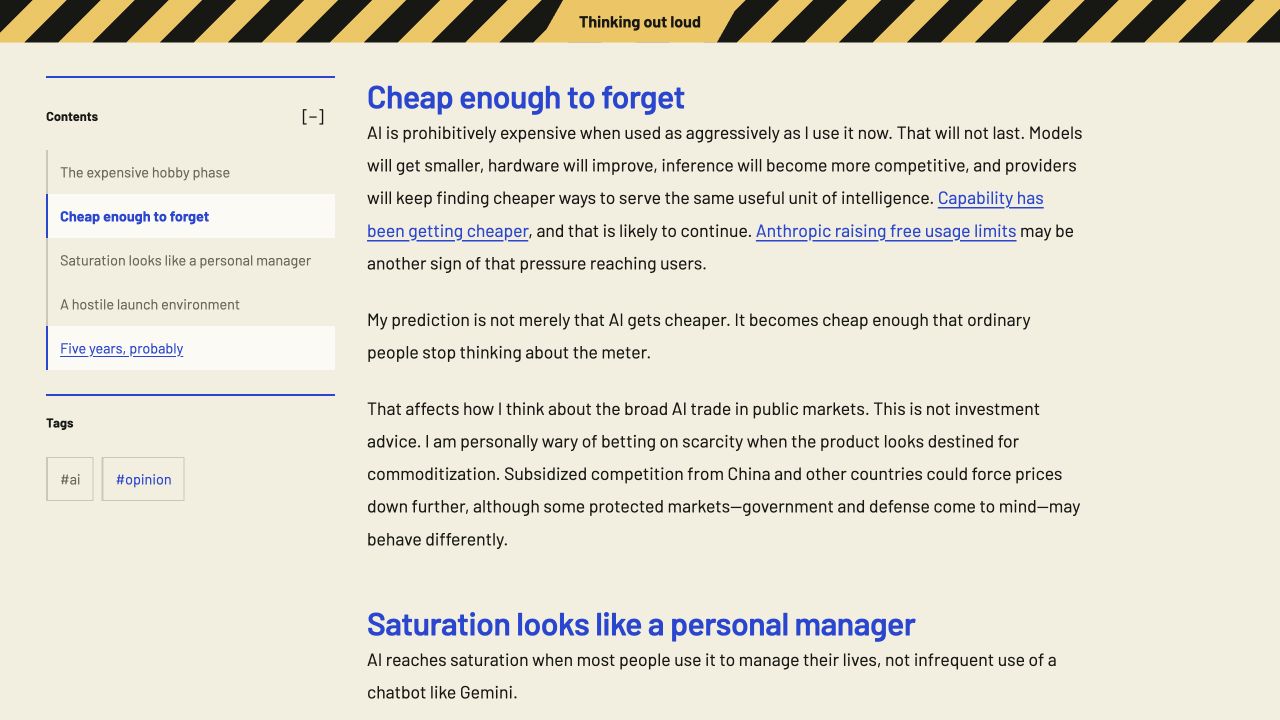 Thinking out loud
Contents
[–]
The expensive hobby phase
Cheap enough to forget
Saturation looks like a personal manager
A hostile launch environment
Five years, probably
Tags
#ai
#opinion
Cheap enough to forget
AI is prohibitively expensive when used as aggressively as I use it now. That will not last. Models
will get smaller, hardware will improve, inference will become more competitive, and providers
will keep finding cheaper ways to serve the same useful unit of intelligence. Capability has
been getting cheaper, and that is likely to continue. Anthropic raising free usage limits may be
another sign of that pressure reaching users.
My prediction is not merely that AI gets cheaper. It becomes cheap enough that ordinary
people stop thinking about the meter.
That affects how I think about the broad AI trade in public markets. This is not investment
advice. I am personally wary of betting on scarcity when the product looks destined for
commoditization. Subsidized competition from China and other countries could force prices
down further, although some protected markets—government and defense come to mind—may
behave differently.
Saturation looks like a personal manager
AI reaches saturation when most people use it to manage their lives, not infrequent use of a
chatbot like Gemini.